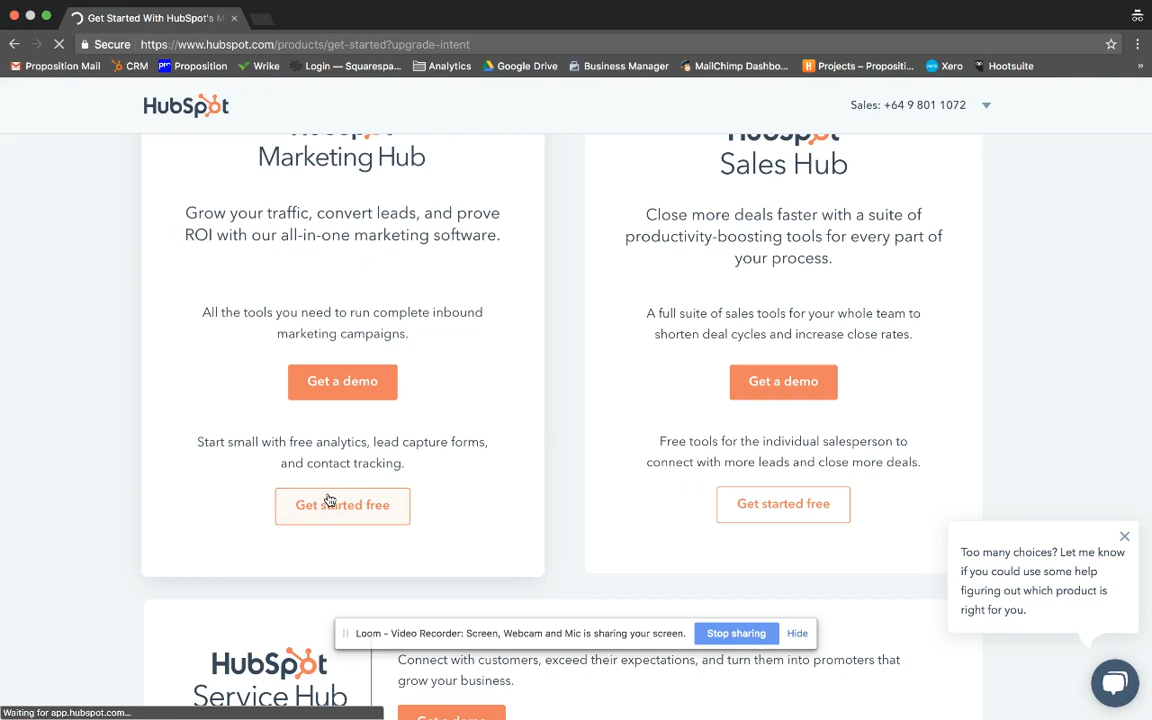 Get Started With HubSpot's M
Secure https://www.hubspot.com/products/get-started?upgrade-intent
Proposition Mail CRM Proposition Wrike Login — Squarespa... Analytics Google Drive Business Manager MailChimp Dashbo... Projects – Propositi... Xero Hootsuite »
HubSpot
Sales: +64 9 801 1072
HubSpot
Marketing Hub
Grow your traffic, convert leads, and prove
ROI with our all-in-one marketing software.
All the tools you need to run complete inbound
marketing campaigns.
Get a demo
Start small with free analytics, lead capture forms,
and contact tracking.
Get started free
HubSpot
Sales Hub
Close more deals faster with a suite of
productivity-boosting tools for every part of
your process.
A full suite of sales tools for your whole team to
shorten deal cycles and increase close rates.
Get a demo
Free tools for the individual salesperson to
connect with more leads and close more deals.
Get started free
Too many choices? Let me know
if you could use some help
figuring out which product is
right for you.
Loom - Video Recorder: Screen, Webcam and Mic is sharing your screen. Stop sharing Hide
HubSpot
Service Hub
Connect with customers, exceed their expectations, and turn them into promoters that
grow your business.
Get a demo
Waiting for app.hubspot.com...